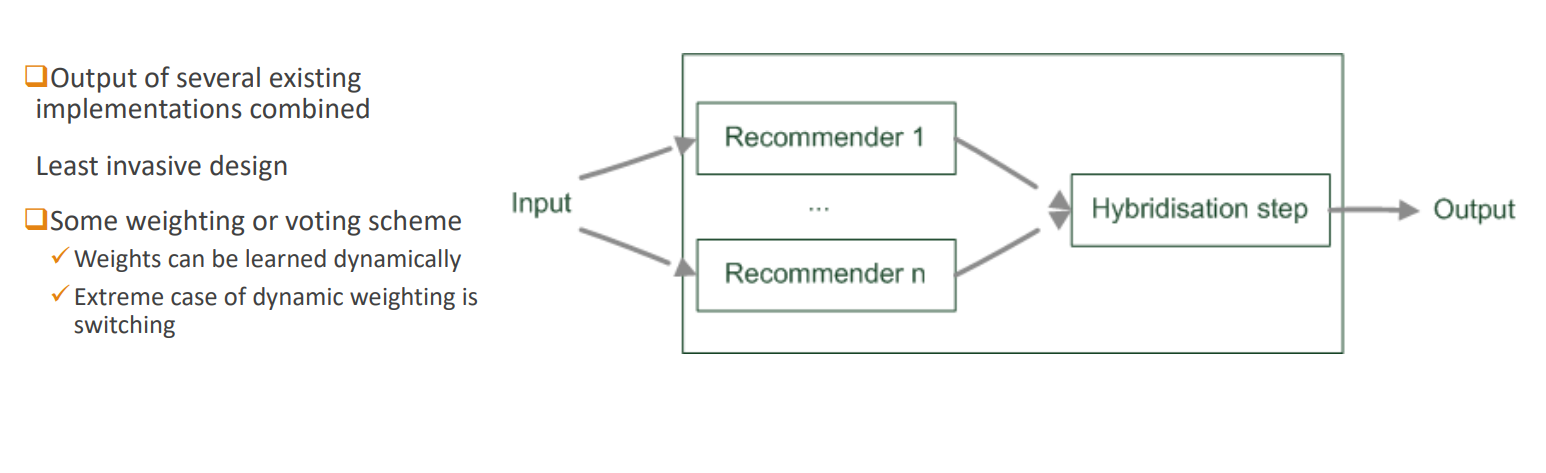 Output of several existing
implementations combined
Least invasive design
Some weighting or voting scheme
Weights can be learned dynamically
Extreme case of dynamic weighting is
switching
Input
Recommender 1
...
Recommender n
Hybridisation step
Output